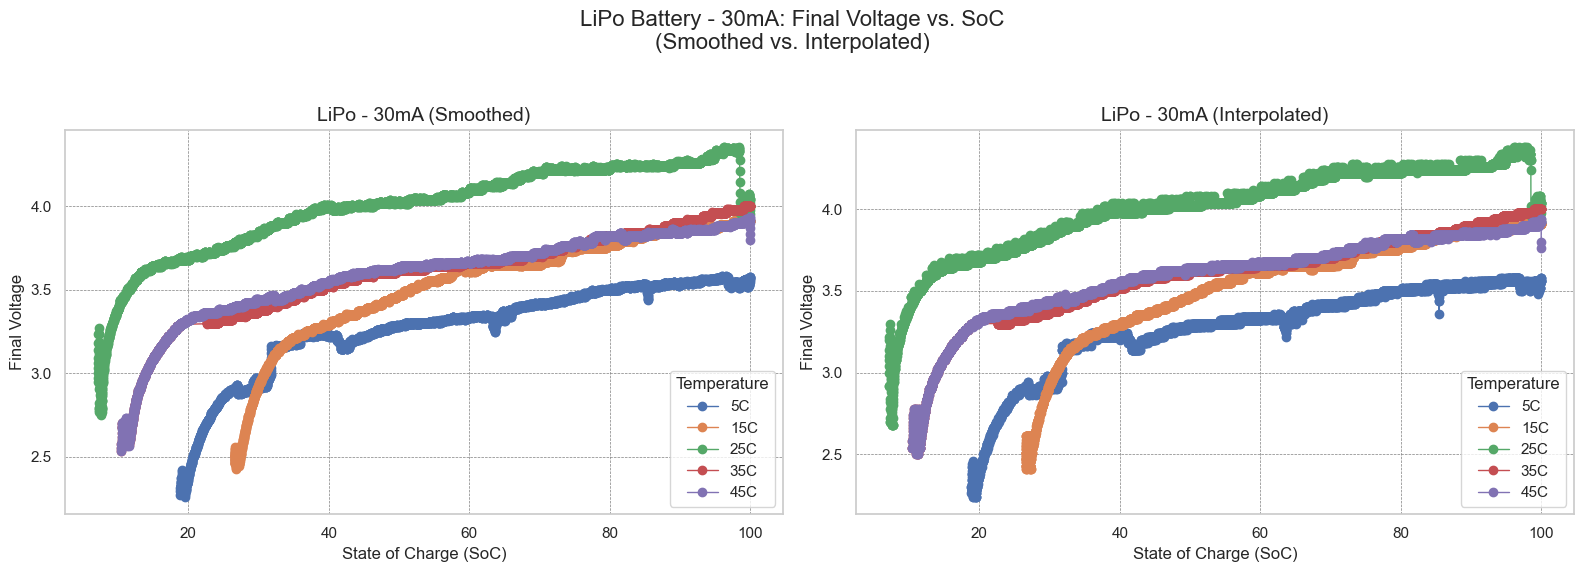 LiPo Battery - 30mA: Final Voltage vs. SoC
(Smoothed vs. Interpolated)
LiPo - 30mA (Smoothed)
Final Voltage
4.0
3.5
3.0
2.5
20
40
60
80
100
State of Charge (SoC)
Temperature
5C
15C
25C
35C
45C
LiPo - 30mA (Interpolated)
Final Voltage
4.0
3.5
3.0
2.5
20
40
60
80
100
State of Charge (SoC)
Temperature
5C
15C
25C
35C
45C